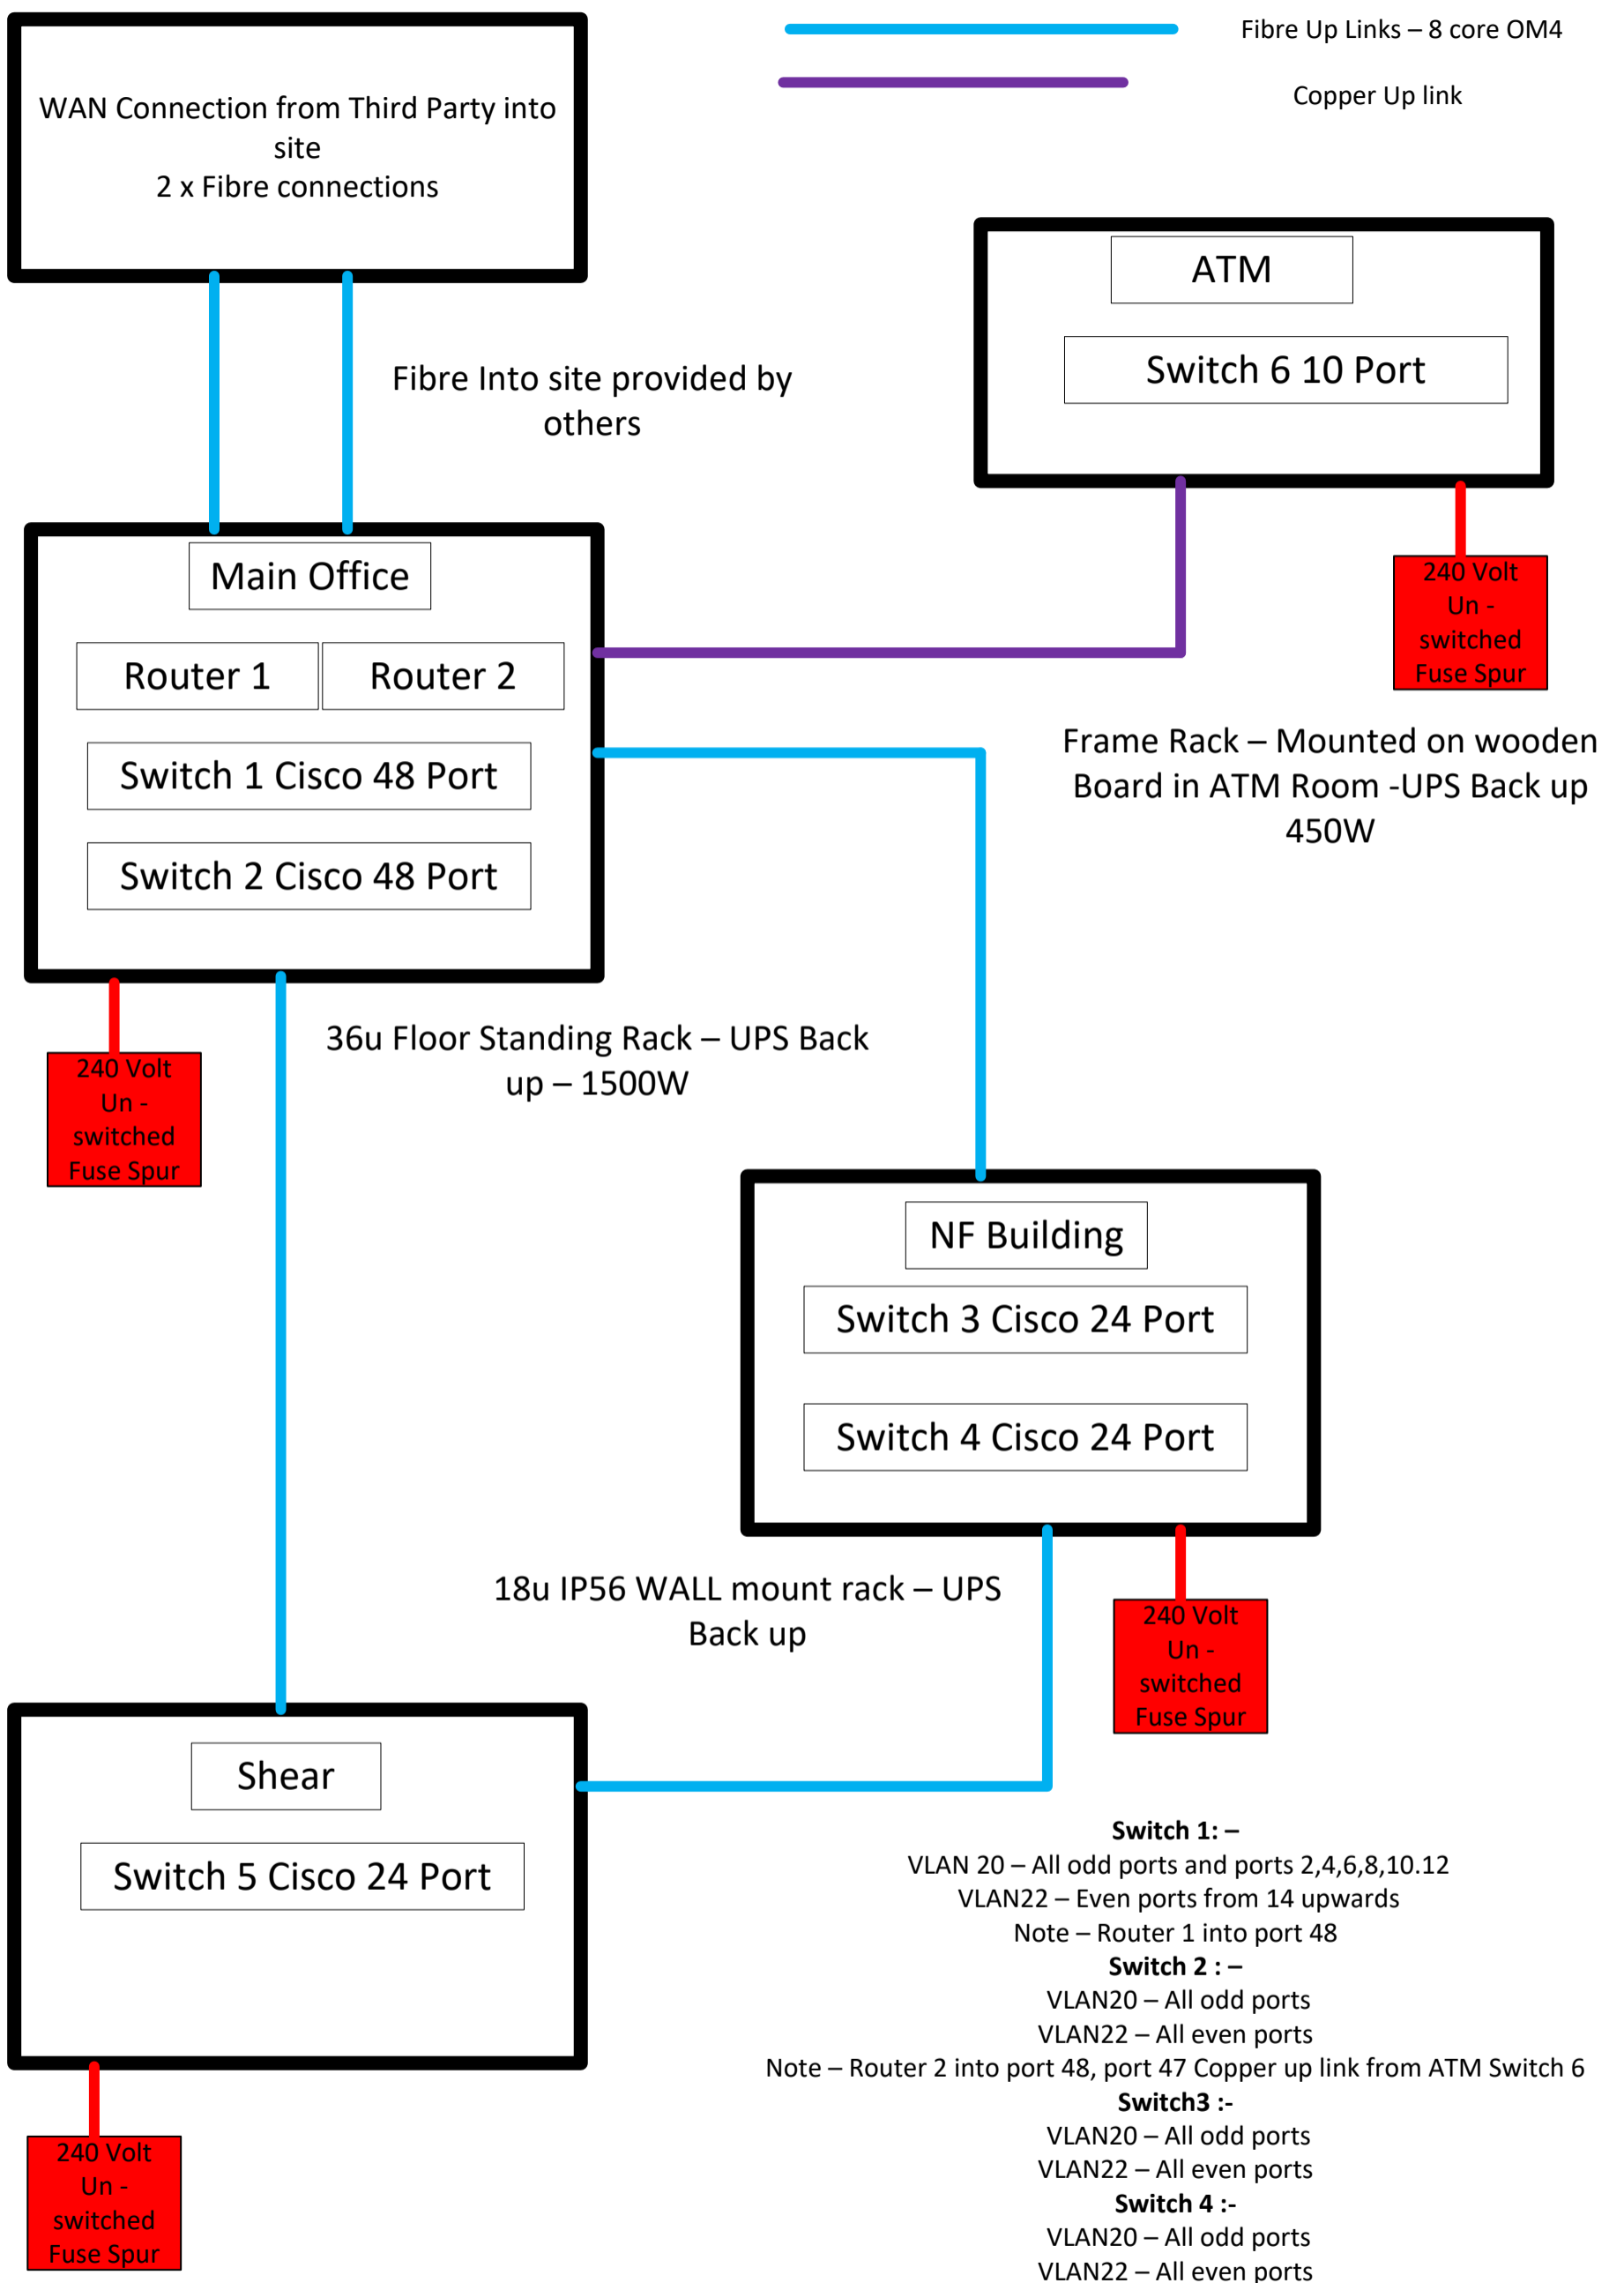 Fibre Up Links – 8 core OM4
Copper Up link
WAN Connection from Third Party into
site
2 x Fibre connections
ATM
Switch 6 10 Port
Fibre Into site provided by
others
Main Office
Router 1
Router 2
Switch 1 Cisco 48 Port
Switch 2 Cisco 48 Port
240 Volt
Un -
switched
Fuse Spur
Frame Rack – Mounted on wooden
Board in ATM Room -UPS Back up
450W
36u Floor Standing Rack – UPS Back
up – 1500W
240 Volt
Un -
switched
Fuse Spur
NF Building
Switch 3 Cisco 24 Port
Switch 4 Cisco 24 Port
18u IP56 WALL mount rack – UPS
Back up
240 Volt
Un -
switched
Fuse Spur
Shear
Switch 5 Cisco 24 Port
240 Volt
Un -
switched
Fuse Spur
Switch 1: –
VLAN 20 – All odd ports and ports 2,4,6,8,10.12
VLAN22 – Even ports from 14 upwards
Note – Router 1 into port 48
Switch 2 : –
VLAN20 – All odd ports
VLAN22 – All even ports
Note – Router 2 into port 48, port 47 Copper up link from ATM Switch 6
Switch3 :-
VLAN20 – All odd ports
VLAN22 – All even ports
Switch 4 :-
VLAN20 – All odd ports
VLAN22 – All even ports